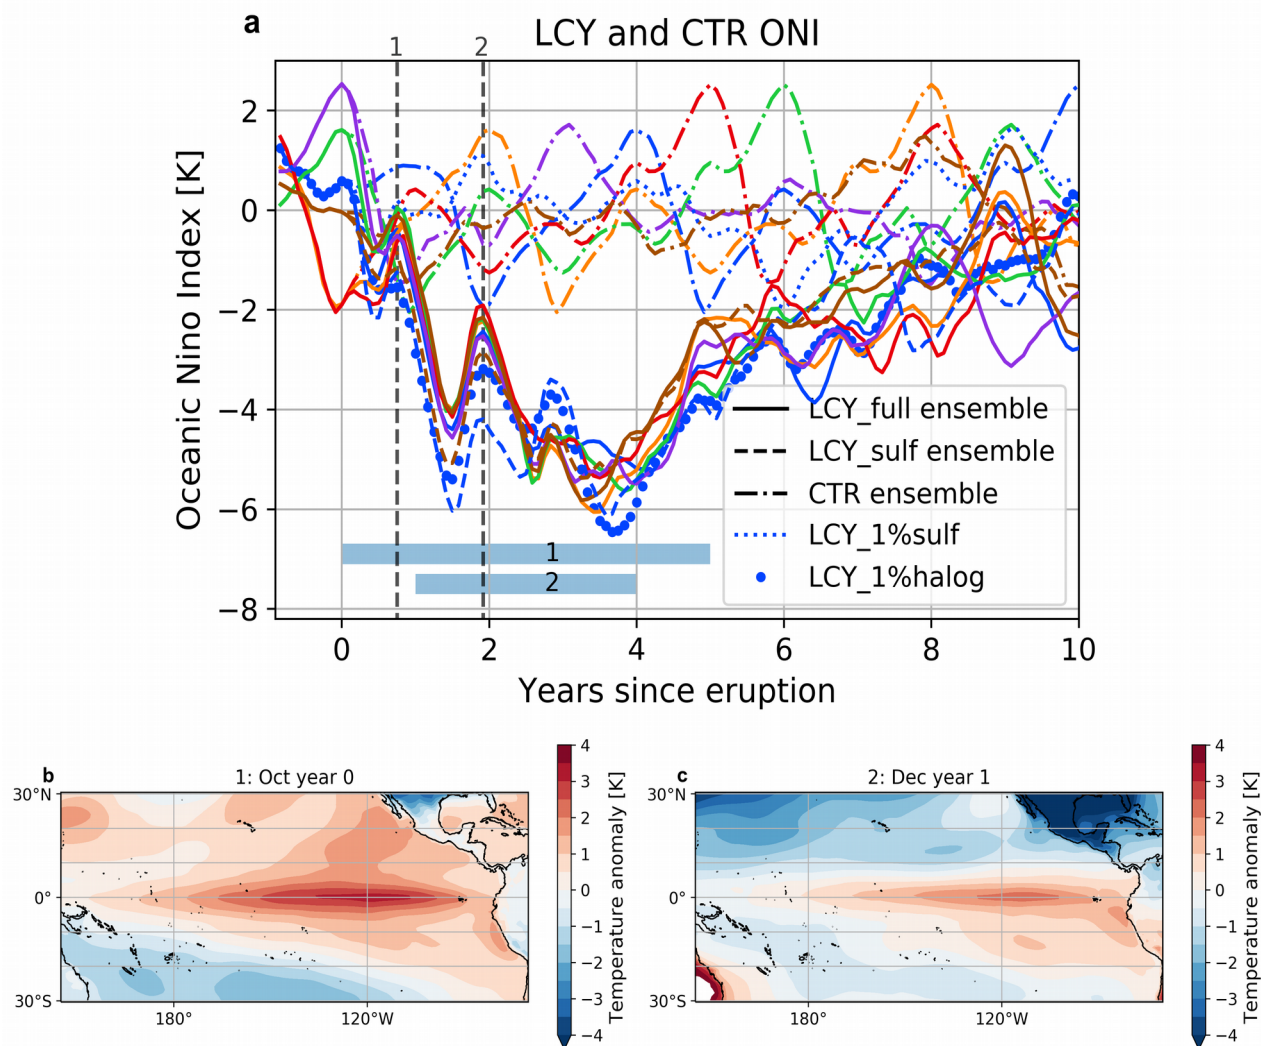 a
LCY and CTR ONI
1 2
Oceanic Nino Index [K]
2
0
−2
−4
−6
−8
LCY_full ensemble
LCY_sulf ensemble
CTR ensemble
LCY_1%sulf
LCY_1%halog
1
2
0 2 4 6 8 10
Years since eruption
b
1: Oct year 0
30°N
0°
30°S
180° 120°W
4
3
2
1
0
−1
−2
−3
−4
Temperature anomaly [K]
c
2: Dec year 1
30°N
0°
30°S
180° 120°W
4
3
2
1
0
−1
−2
−3
−4
Temperature anomaly [K]